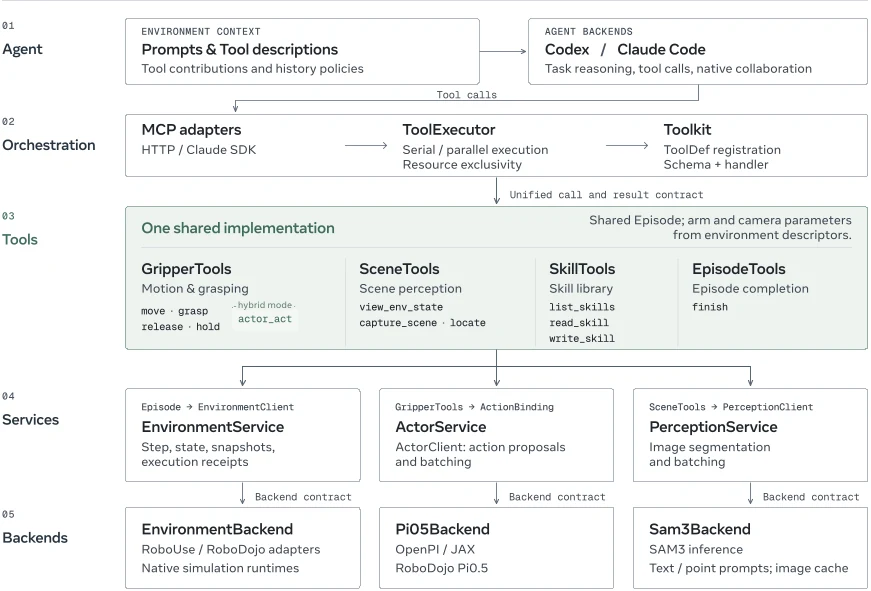 01
Agent
ENVIRONMENT CONTEXT
Prompts & Tool descriptions
Tool contributions and history policies
AGENT BACKENDS
Codex / Claude Code
Task reasoning, tool calls, native collaboration
Tool calls
02
Orchestration
MCP adapters
HTTP / Claude SDK
ToolExecutor
Serial / parallel execution
Resource exclusivity
Toolkit
ToolDef registration
Schema + handler
Unified call and result contract
03
Tools
One shared implementation
Shared Episode; arm and camera parameters
from environment descriptors.
GripperTools
Motion & grasping
move · grasp
release · hold
hybrid mode
actor_act
SceneTools
Scene perception
view_env_state
capture_scene · locate
SkillTools
Skill library
list_skills
read_skill
write_skill
EpisodeTools
Episode completion
finish
04
Services
Episode → EnvironmentClient
EnvironmentService
Step, state, snapshots,
execution receipts
GripperTools → ActionBinding
ActorService
ActorClient: action proposals
and batching
SceneTools → PerceptionClient
PerceptionService
Image segmentation
and batching
Backend contract
Backend contract
Backend contract
05
Backends
EnvironmentBackend
RoboUse / RoboDojo adapters
Native simulation runtimes
Pi05Backend
OpenPI / JAX
RoboDojo Pi0.5
Sam3Backend
SAM3 inference
Text / point prompts; image cache